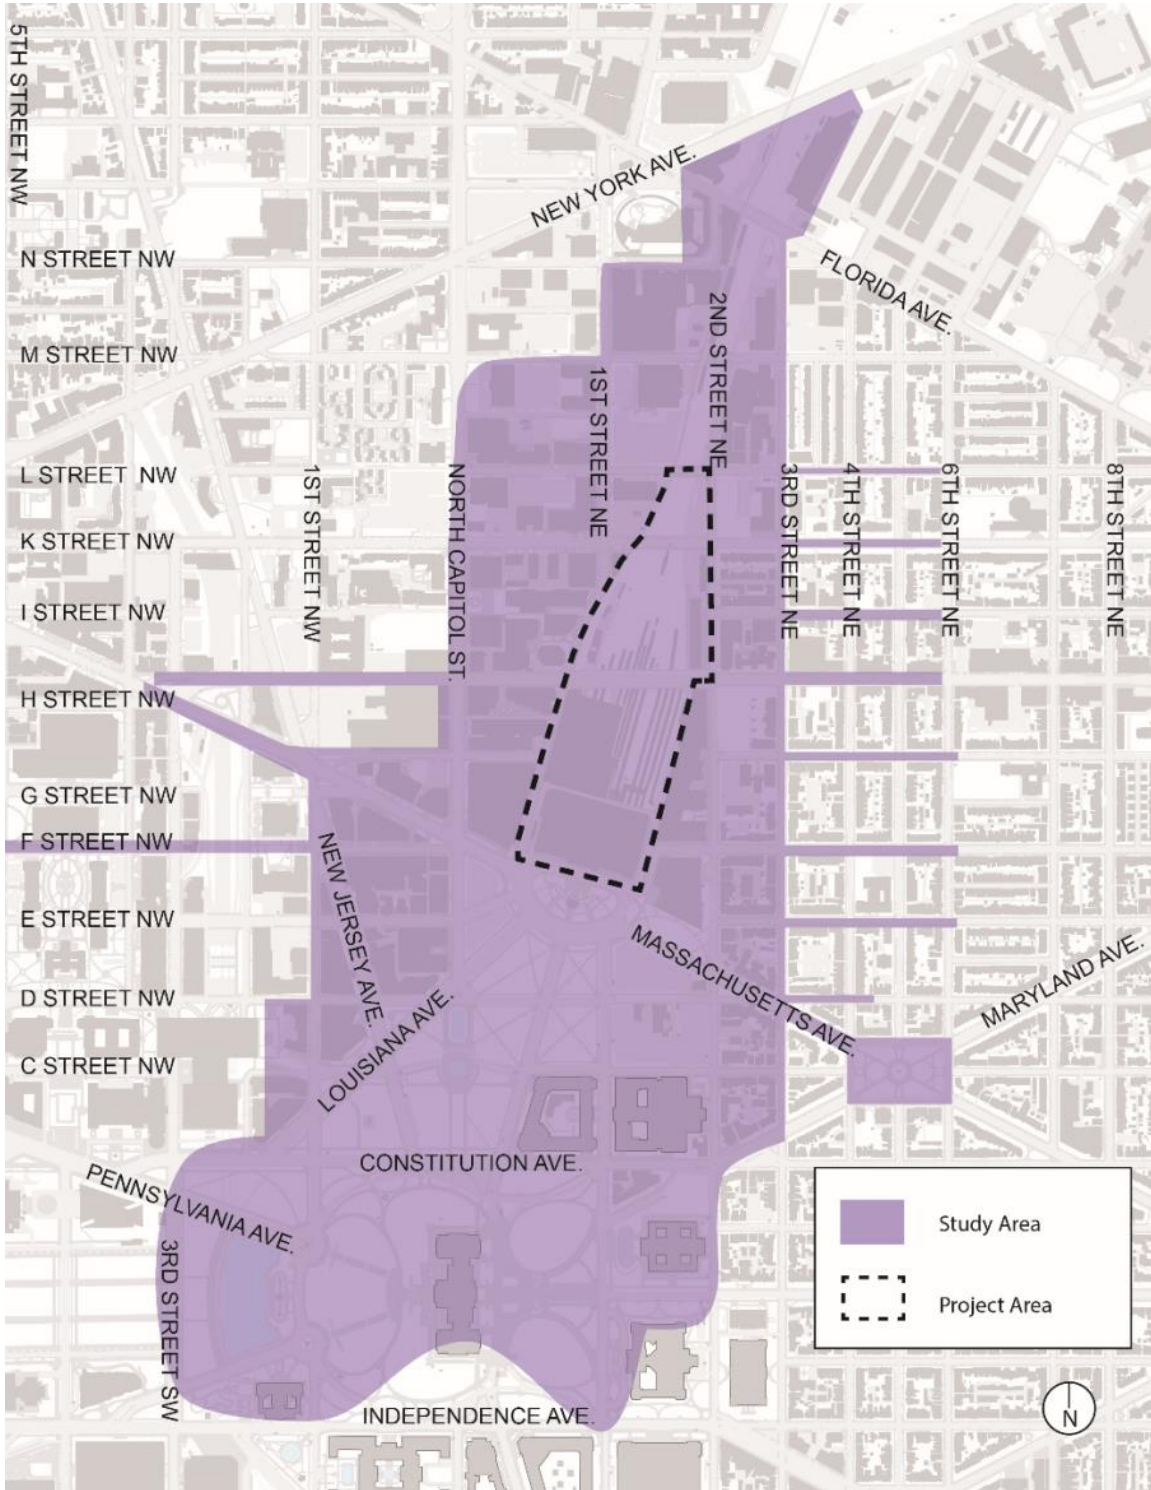 5TH STREET NW
NEW YORK AVE.
N STREET NW
FLORIDA AVE.
2ND STREET NE
M STREET NW
1ST STREET NE
L STREET NW
1ST STREET NW
NORTH CAPITOL ST.
3RD STREET NE
4TH STREET NE
6TH STREET NE
8TH STREET NE
K STREET NW
I STREET NW
H STREET NW
G STREET NW
F STREET NW
NEW JERSEY AVE.
E STREET NW
MASSACHUSETTS AVE.
MARYLAND AVE.
D STREET NW
LOUISIANA AVE.
C STREET NW
CONSTITUTION AVE.
PENNSYLVANIA AVE.
3RD STREET SW
Study Area
Project Area
INDEPENDENCE AVE.
N